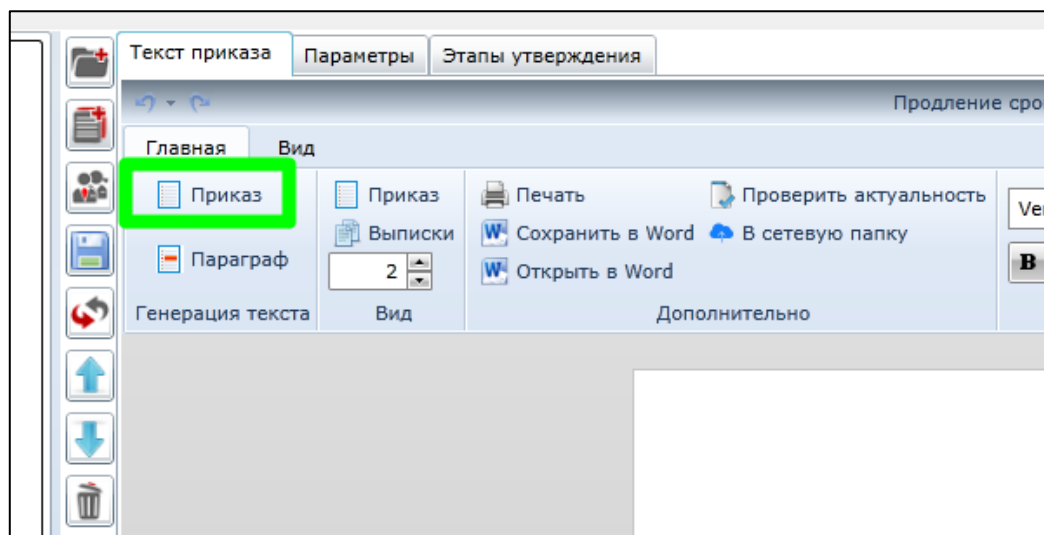 Текст приказа Параметры Этапы утверждения
Продление сро
Главная Вид
Приказ Приказ Печать Проверить актуальность
Ve
Выписки Сохранить в Word В сетевую папку
Параграф 2 Открыть в Word B
Генерация текста Вид Дополнительно